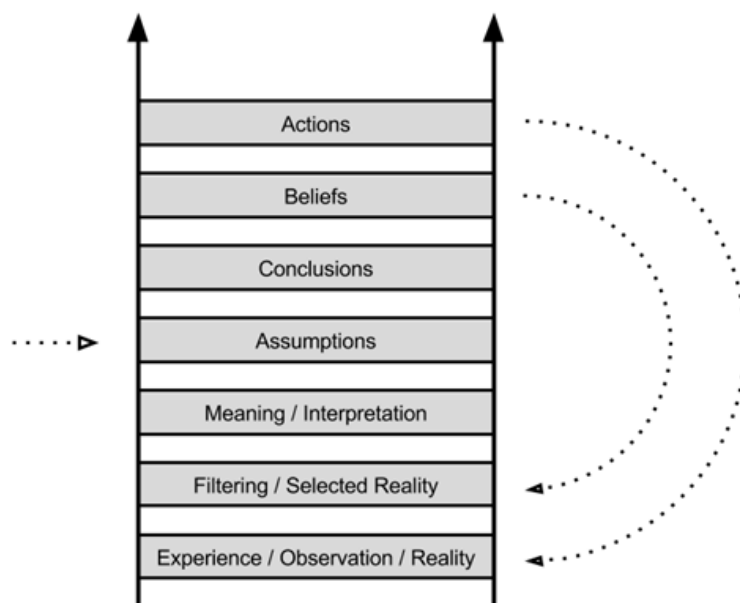 Actions
Beliefs
Conclusions
Assumptions
Meaning / Interpretation
Filtering / Selected Reality
Experience / Observation / Reality